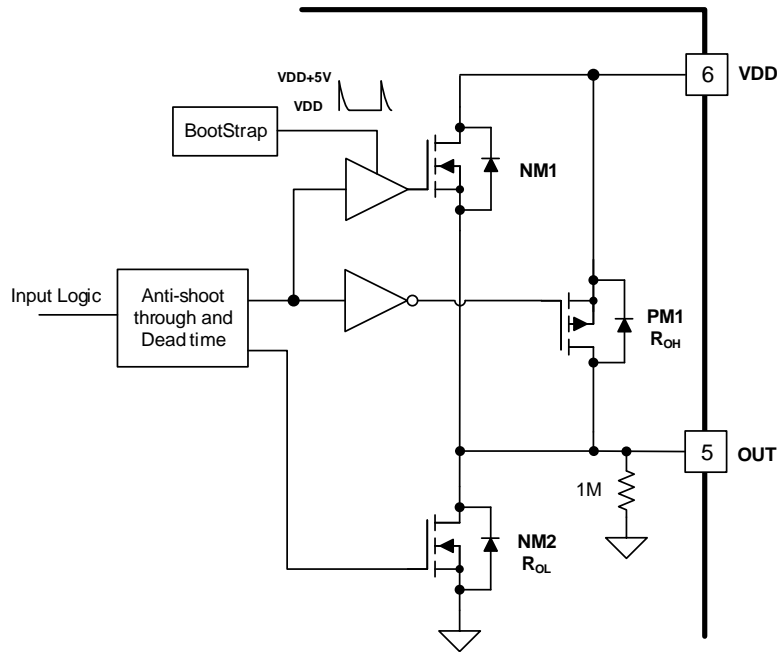 VDD+5V
VDD
BootStrap
NM1
6 VDD
Input Logic
Anti-shoot
through and
Dead time
PM1
ROH
5 OUT
1M
NM2
ROL